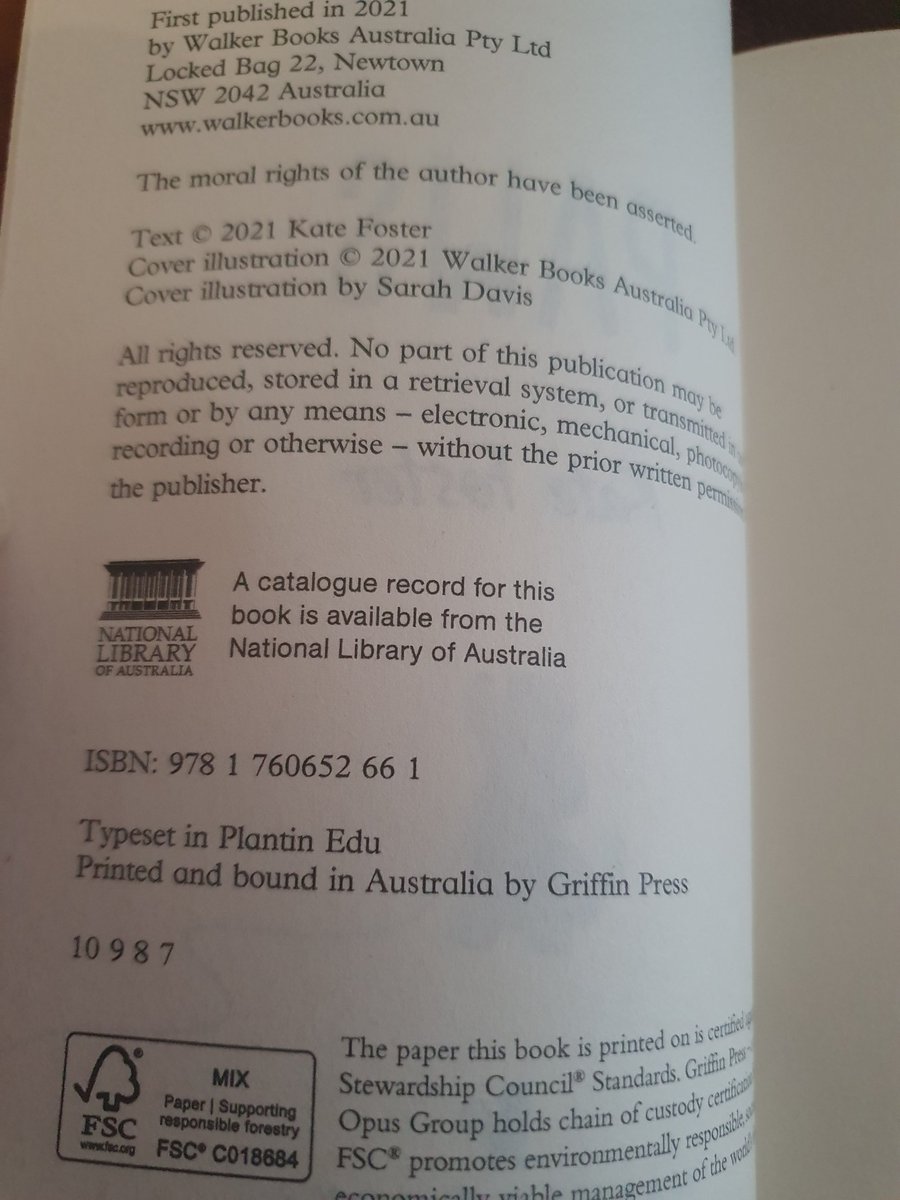 First published in 2021
by Walker Books Australia Pty Ltd
Locked Bag 22, Newtown
NSW 2042 Australia
www.walkerbooks.com.au
The moral rights of the author have been asserted.
Text © 2021 Kate Foster
Cover illustration © 2021 Walker Books Australia Pty Ltd
Cover illustration by Sarah Davis
All rights reserved. No part of this publication may be
reproduced, stored in a retrieval system, or transmitted in
form or by any means – electronic, mechanical,
recording or otherwise – without the prior written
the publisher.
NATIONAL
LIBRARY
OF AUSTRALIA
A catalogue record for this
book is available from the
National Library of Australia
ISBN: 978 1 760652 66 1
Typeset in Plantin Edu
Printed and bound in Australia by Griffin Press
10 9 8 7
FSC
www.fsc.org
MIX
Paper | Supporting
responsible forestry
FSC® C018684
The paper this book is printed on is certified
Stewardship Council® Standards. Griffin Press
Opus Group holds chain of custody
FSC® promotes environmentally responsible,
economically viable management of the